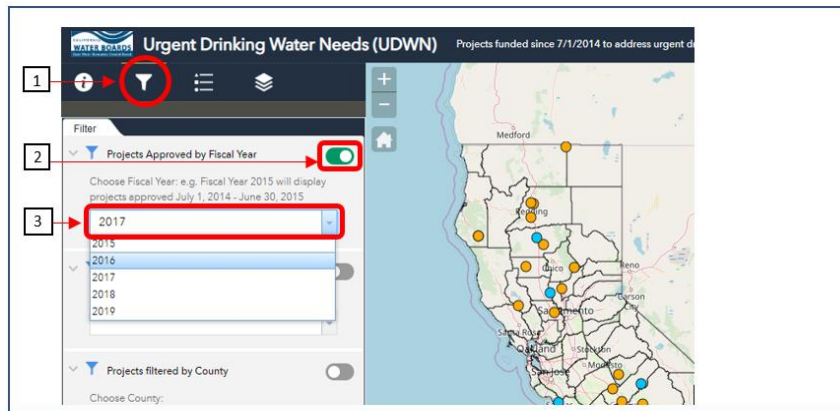 CALIFORNIA
WATER BOARDS
Urgent Drinking Water Needs (UDWN)
Projects funded since 7/1/2014 to address urgent d
1
Filter
2
Projects Approved by Fiscal Year
Choose Fiscal Year: e.g. Fiscal Year 2015 will display
projects approved July 1, 2014 - June 30, 2015
3
2017
2015
2016
2017
2018
2019
Projects filtered by County
Choose County:
+
−
Medford
Redding
Chico
Reno
Carson
City
Sacramento
Santa Rosa
Oakland
Stockton
San Jose
Modesto